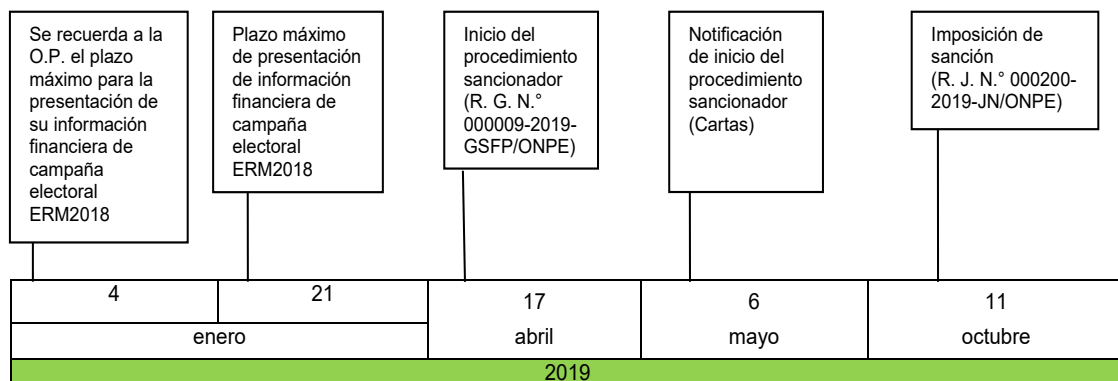 Se recuerda a la
O.P. el plazo
máximo para la
presentación de
su información
financiera de
campaña
electoral
ERM2018
Plazo máximo
de presentación
de información
financiera de
campaña
electoral
ERM2018
Inicio del
procedimiento
sancionador
(R. G. N.°
000009-2019-
GSFP/ONPE)
Notificación
de inicio del
procedimiento
sancionador
(Cartas)
Imposición de
sanción
(R. J. N.° 000200-
2019-JN/ONPE)
4
21
17
6
11
enero
abril
mayo
octubre
2019